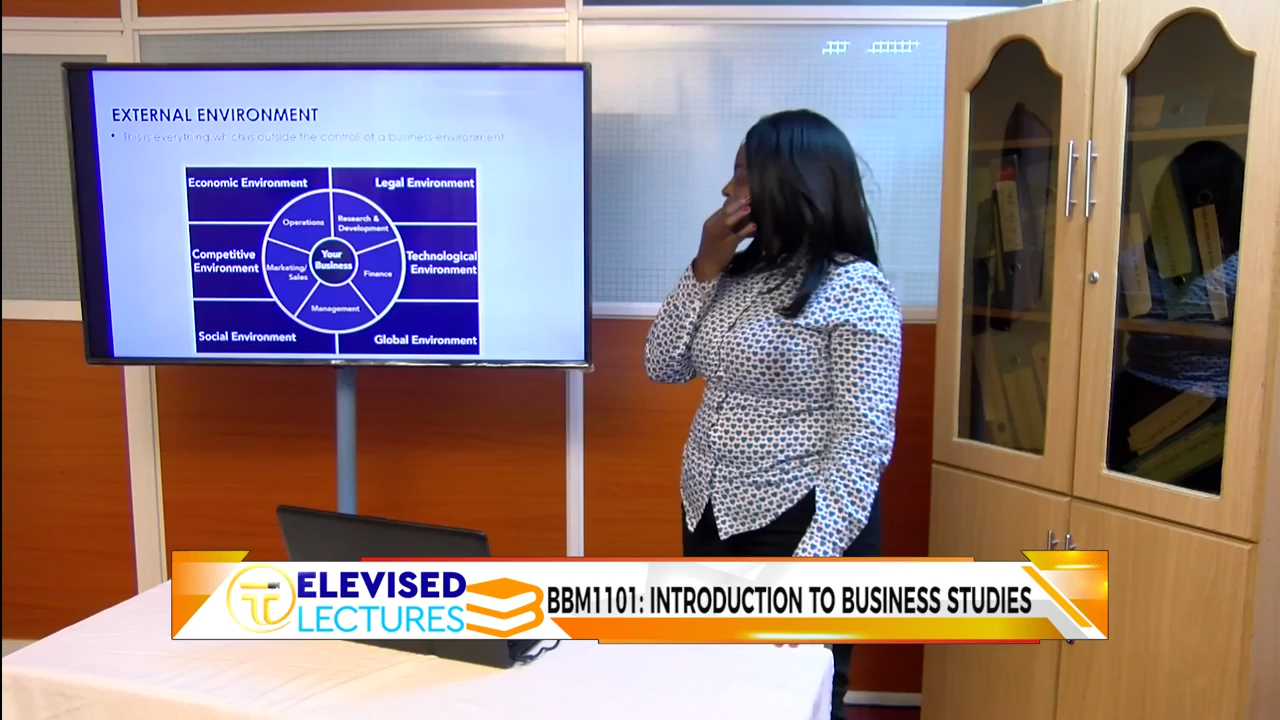 EXTERNAL ENVIRONMENT
• This is everything which is outside the control of a business environment
Economic Environment
Legal Environment
Operations
Research &
Development
Competitive
Environment
Your
Business
Technological
Environment
Marketing/
Sales
Finance
Management
Social Environment
Global Environment
TELEVISED
LECTURES
BBM1101: INTRODUCTION TO BUSINESS STUDIES